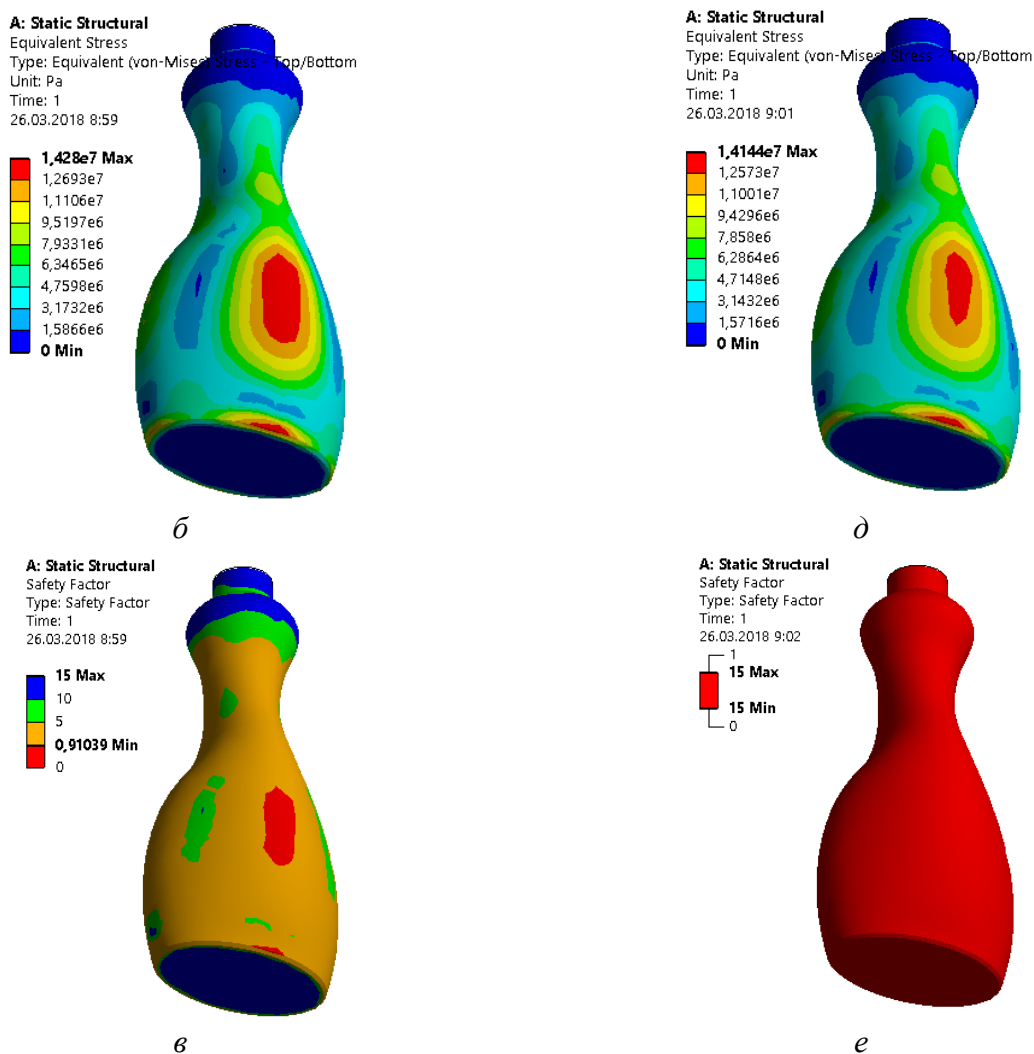 A: Static Structural
Equivalent Stress
Type: Equivalent (von-Mises) Stress - Top/Bottom
Unit: Pa
Time: 1
26.03.2018 8:59
1,428e7 Max
1,2693e7
1,1106e7
9,5197e6
7,9331e6
6,3465e6
4,7598e6
3,1732e6
1,5866e6
0 Min
б
A: Static Structural
Equivalent Stress
Type: Equivalent (von-Mises) Stress - Top/Bottom
Unit: Pa
Time: 1
26.03.2018 9:01
1,4144e7 Max
1,2573e7
1,1001e7
9,4296e6
7,858e6
6,2864e6
4,7148e6
3,1432e6
1,5716e6
0 Min
д
A: Static Structural
Safety Factor
Type: Safety Factor
Time: 1
26.03.2018 8:59
15 Max
10
5
0,91039 Min
0
в
A: Static Structural
Safety Factor
Type: Safety Factor
Time: 1
26.03.2018 9:02
1
15 Max
15 Min
0
е